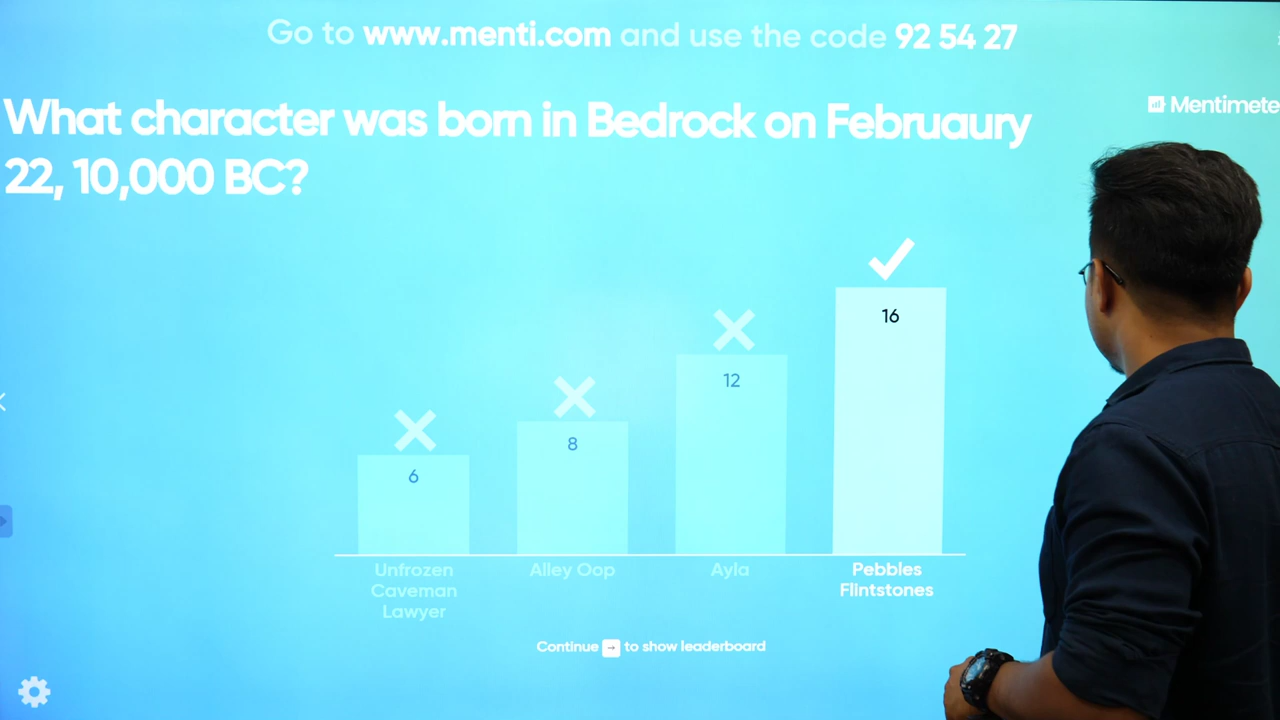 Go to www.menti.com and use the code 92 54 27
Mentimete
What character was born in Bedrock on Februaury
22, 10,000 BC?
16
12
8
6
Unfrozen
Caveman
Lawyer
Alley Oop
Ayla
Pebbles
Flintstones
Continue → to show leaderboard